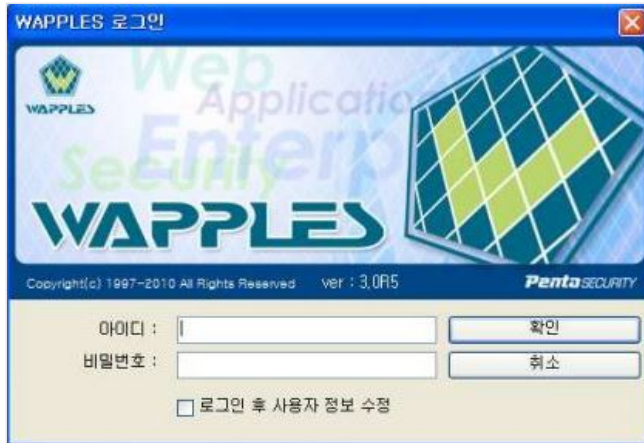 WAPPLES 로그인
Web
Application
Enterp
Security
WAPPLES
WAPPLES
Copyright(c) 1997-2010 All Rights Reserved ver : 3,0R5 Penta SECURITY
아이디 : 확인
비밀번호 : 취소
로그인 후 사용자 정보 수정